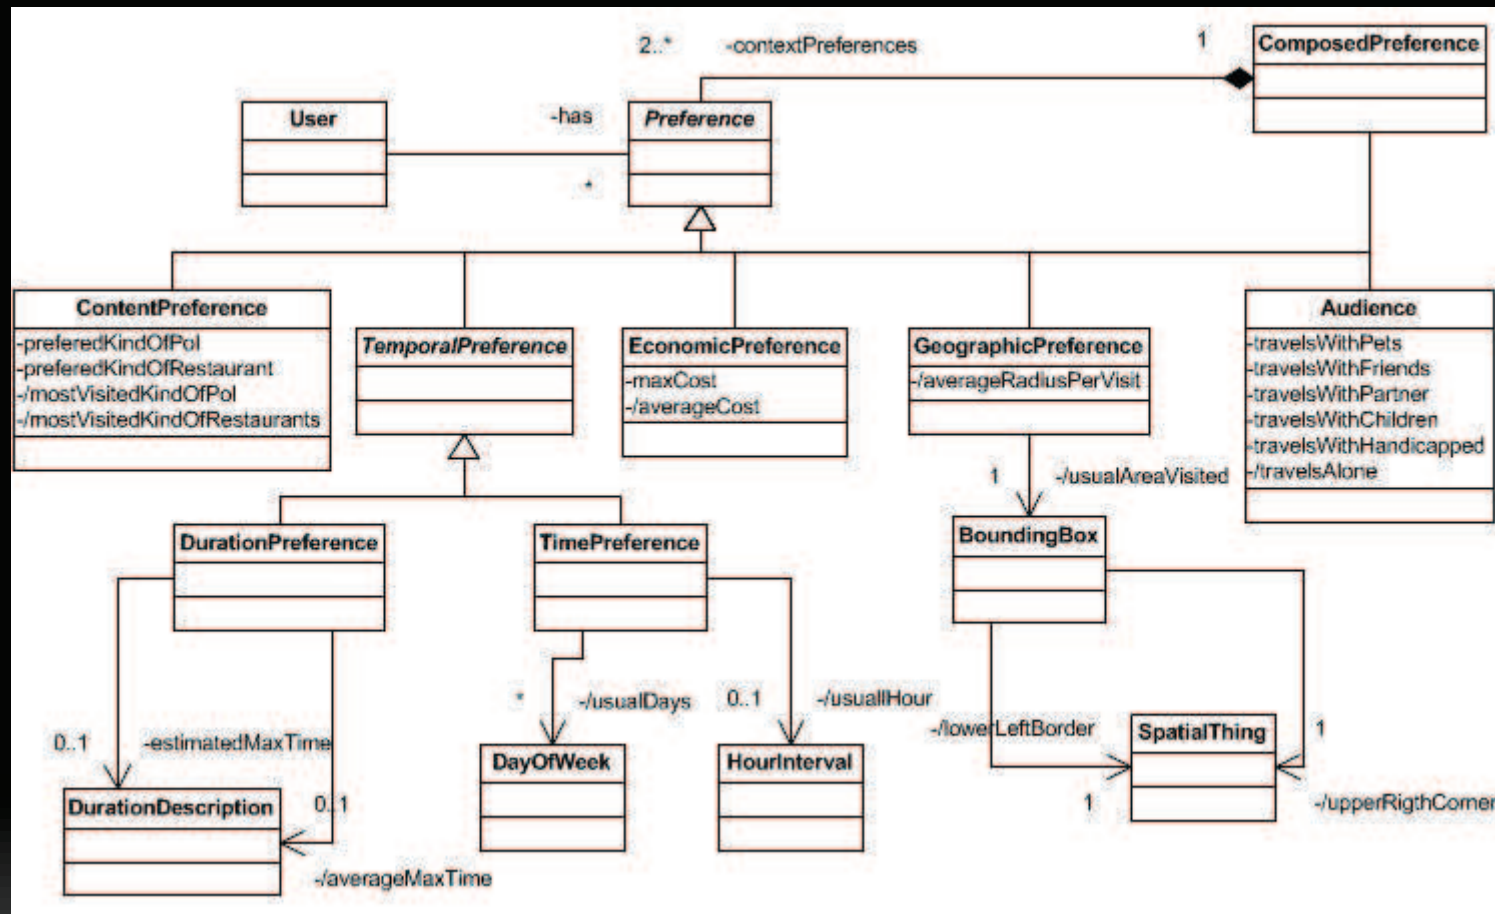 2..*
-contextPreferences
1
ComposedPreference
User
-has
Preference
*
ContentPreference
-preferedKindOfPoI
-preferedKindOfRestaurant
-/mostVisitedKindOfPoI
-/mostVisitedKindOfRestaurants
TemporalPreference
EconomicPreference
-maxCost
-/averageCost
GeographicPreference
-/averageRadiusPerVisit
Audience
-travelsWithPets
-travelsWithFriends
-travelsWithPartner
-travelsWithChildren
-travelsWithHandicapped
-/travelsAlone
1
-/usualAreaVisited
DurationPreference
TimePreference
BoundingBox
*
-/usualDays
0..1
-/usuallHour
0..1
-estimatedMaxTime
-/lowerLeftBorder
SpatialThing
1
DayOfWeek
HourInterval
DurationDescription
0..1
1
-/upperRigthCorner
-/averageMaxTime